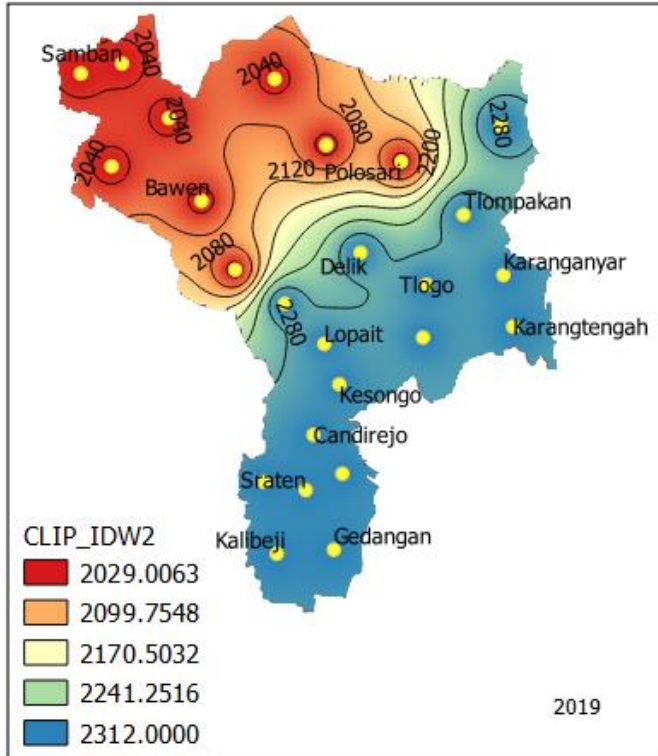 Samban
2040
2040
2040
2040
2080
2280
2120
Polosari
2200
Bawen
Tlompakan
2080
Delik
Karanganyar
Tlogo
2280
Lopait
Karangtengah
Kesongo
Candirejo
Sraten
Kalibeji
Gedangan
CLIP_IDW2
2029.0063
2099.7548
2170.5032
2241.2516
2312.0000
2019